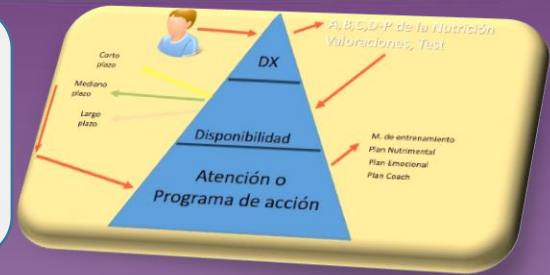 A,B,C,D-P de la Nutrición
Valoraciones, Test
DX
Corto
plazo
Mediano
plazo
Largo
plazo
Disponibilidad
M. de entrenamiento
Plan Nutrimental
Plan Emocional
Plan Coach
Atención o
Programa de acción